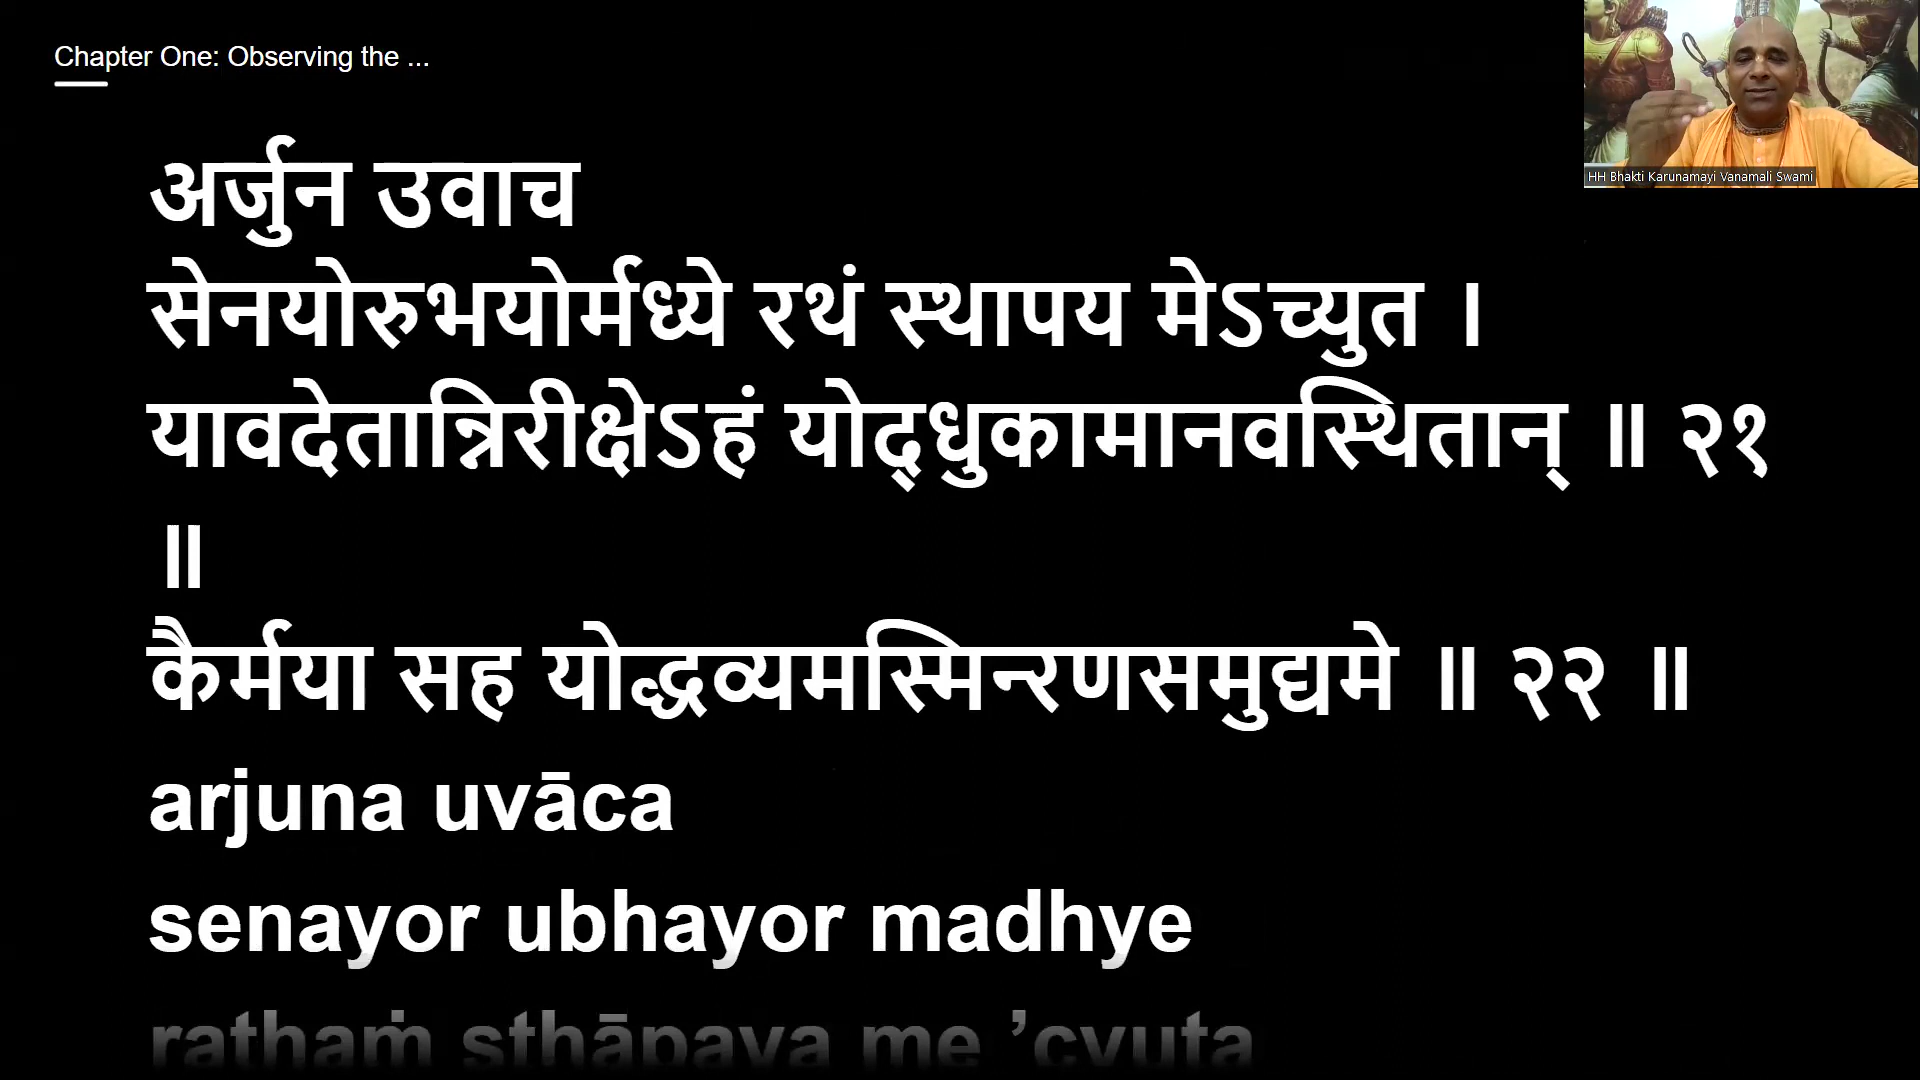 Chapter One: Observing the ...
HH Bhakti Karunamayi Vanamali Swami
अर्जुन उवाच
सेनयोरुभयोर्मध्ये रथं स्थापय मेऽच्युत ।
यावदेतान्निरीक्षेऽहं योद्‌धुकामानवस्थितान् ॥ २१
॥
कैर्मया सह योद्धव्यमस्मिन्रणसमुद्यमे ॥ २२ ॥
arjuna uvāca
senayor ubhayor madhye
rathaṁ sthāpaya me ’cyuta